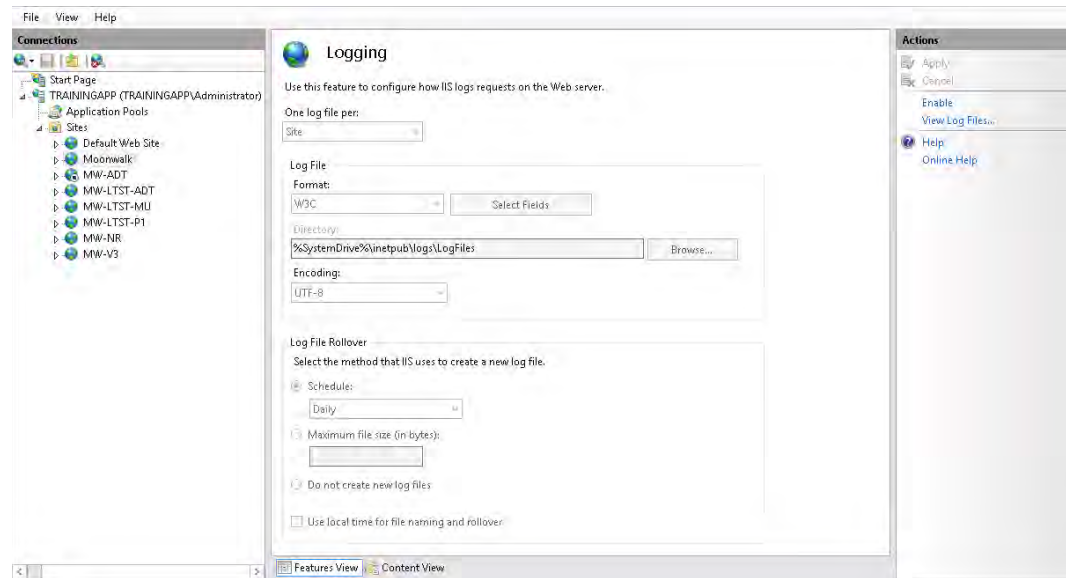 File View Help
Connections
Start Page
TRAININGAPP (TRAININGAPP\Administrator)
Application Pools
Sites
Default Web Site
Moonwalk
MW-ADT
MW-LTST-ADT
MW-LTST-MU
MW-LTST-P1
MW-NR
MW-V3
Logging
Use this feature to configure how IIS logs requests on the Web server.
One log file per:
Site
Log File
Format:
W3C
Select Fields
Directory:
%SystemDrive%\inetpub\logs\LogFiles
Browse...
Encoding:
UTF-8
Log File Rollover
Select the method that IIS uses to create a new log file.
Schedule:
Daily
Maximum file size (in bytes):
Do not create new log files
Use local time for file naming and rollover
Features View Content View
Actions
Apply
Cancel
Enable
View Log Files...
Help
Online Help